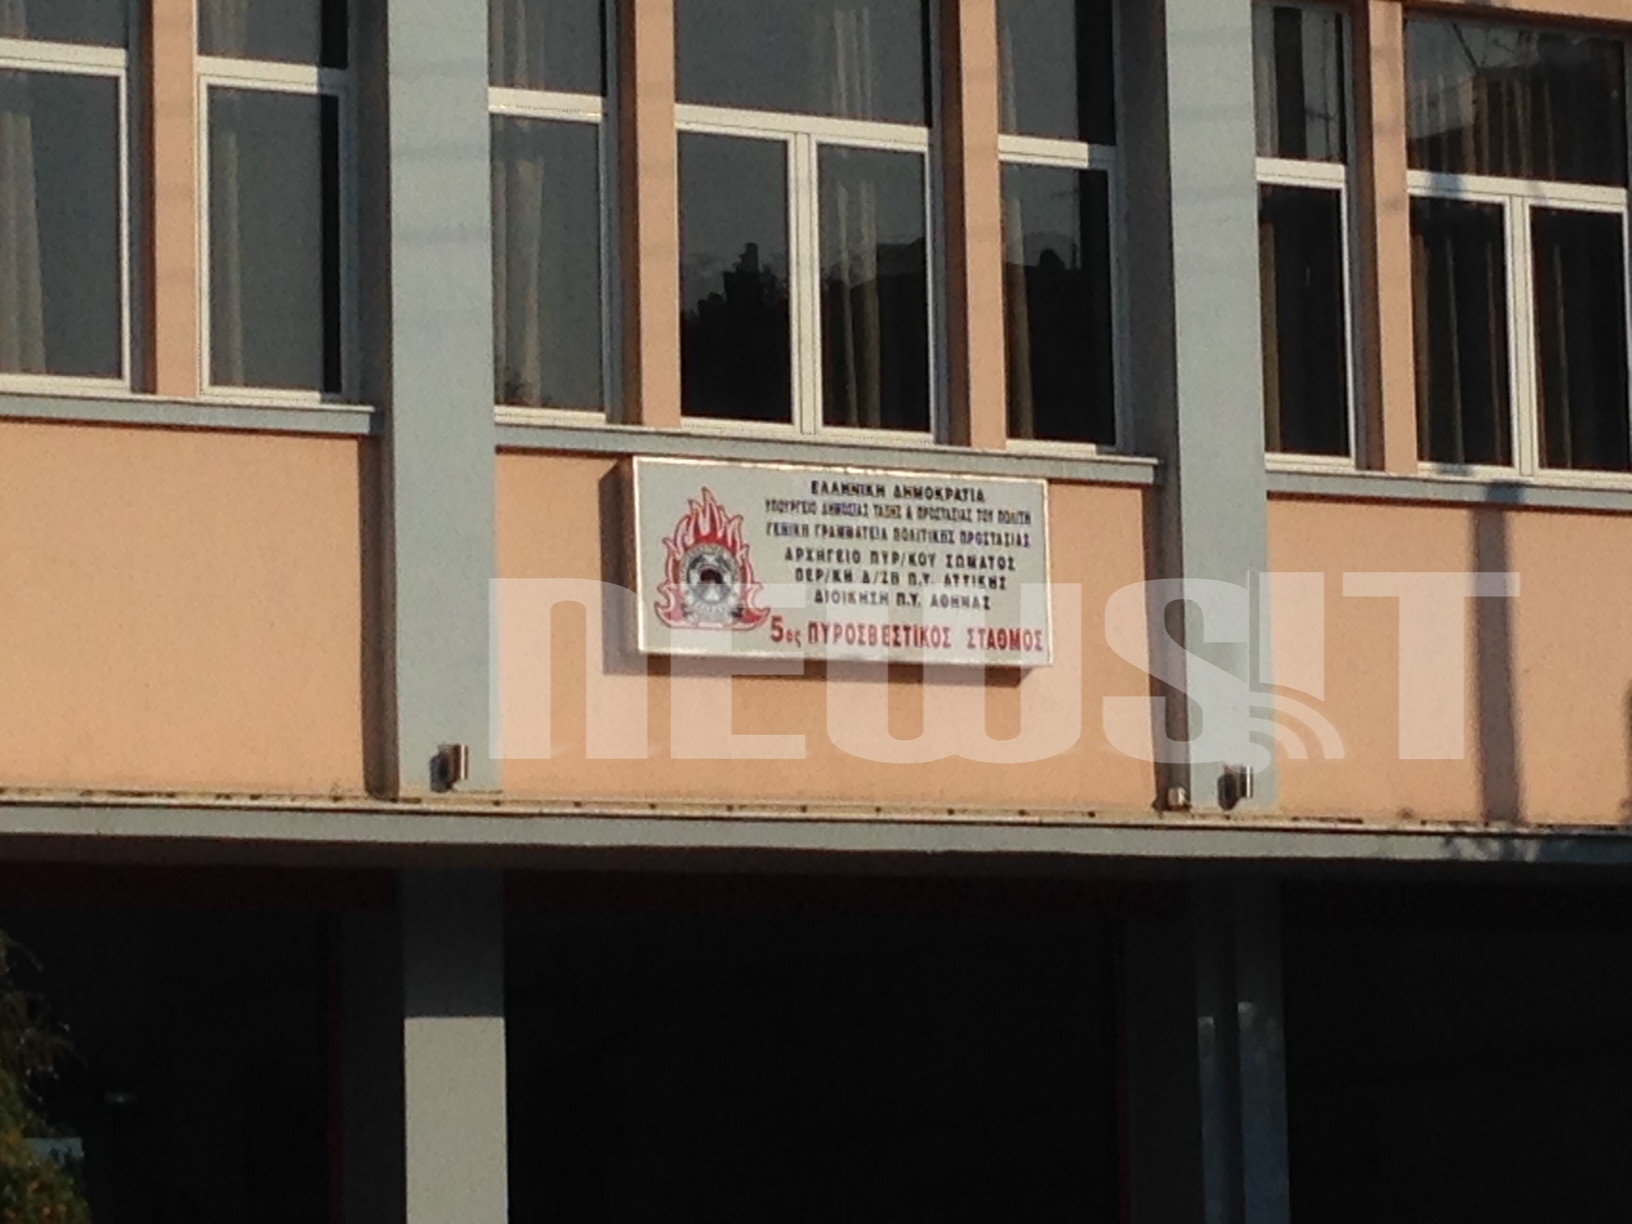 ΕΛΛΗΝΙΚΗ ΔΗΜΟΚΡΑΤΙΑ
ΥΠΟΥΡΓΕΙΟ ΔΗΜΟΣΙΑΣ ΤΑΞΗΣ & ΠΡΟΣΤΑΣΙΑΣ ΤΟΥ ΠΟΛΙΤΗ
ΓΕΝΙΚΗ ΓΡΑΜΜΑΤΕΙΑ ΠΟΛΙΤΙΚΗΣ ΠΡΟΣΤΑΣΙΑΣ
ΑΡΧΗΓΕΙΟ ΠΥΡ/ΚΟΥ ΣΩΜΑΤΟΣ
ΠΕΡ/ΚΗ Δ/ΣΗ Π.Υ. ΑΤΤΙΚΗΣ
ΔΙΟΙΚΗΣΗ Π.Υ. ΑΘΗΝΑΣ
5ος ΠΥΡΟΣΒΕΣΤΙΚΟΣ ΣΤΑΘΜΟΣ
NEWSIT